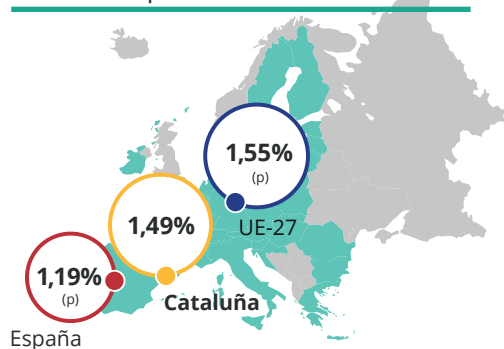 1,55%
(p)
UE-27
1,49%
Cataluña
1,19%
(p)
España